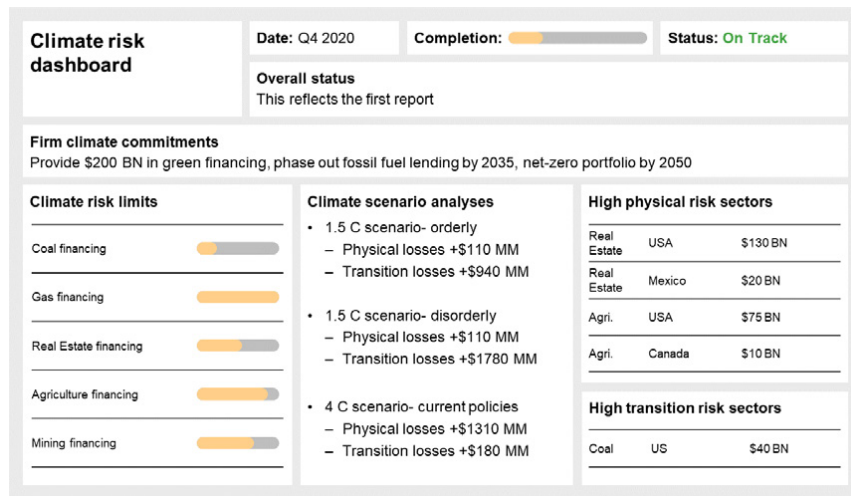 Climate risk
dashboard
Date: Q4 2020
Completion:
Status: On Track
Overall status
This reflects the first report
Firm climate commitments
Provide $200 BN in green financing, phase out fossil fuel lending by 2035, net-zero portfolio by 2050
Climate risk limits
Coal financing
Gas financing
Real Estate financing
Agriculture financing
Mining financing
Climate scenario analyses
• 1.5 C scenario- orderly
– Physical losses +$110 MM
– Transition losses +$940 MM
• 1.5 C scenario- disorderly
– Physical losses +$110 MM
– Transition losses +$1780 MM
• 4 C scenario- current policies
– Physical losses +$1310 MM
– Transition losses +$180 MM
High physical risk sectors
Real
Estate USA $130 BN
Real
Estate Mexico $20 BN
Agri. USA $75 BN
Agri. Canada $10 BN
High transition risk sectors
Coal US $40 BN